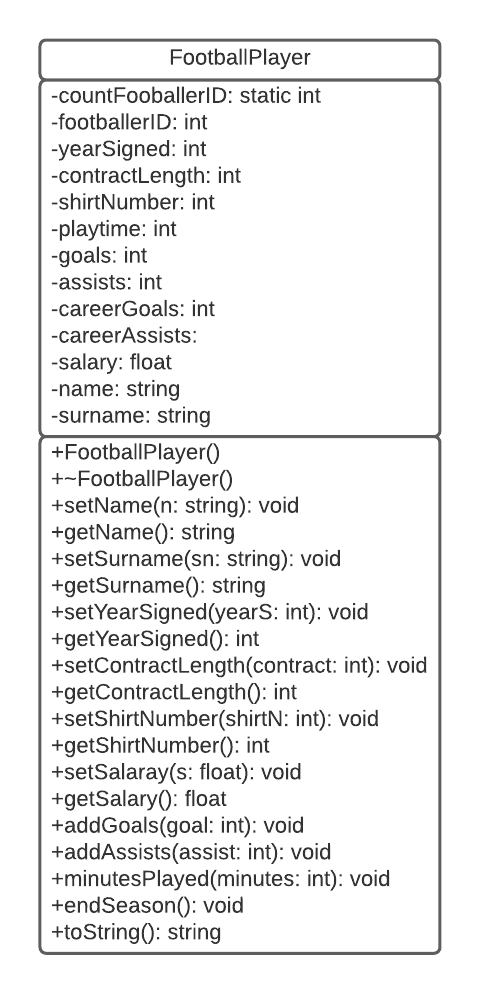 FootballPlayer
-countFooballerID: static int
-footballerID: int
-yearSigned: int
-contractLength: int
-shirtNumber: int
-playtime: int
-goals: int
-assists: int
-careerGoals: int
-careerAssists:
-salary: float
-name: string
-surname: string
+FootballPlayer()
+~FootballPlayer()
+setName(n: string): void
+getName(): string
+setSurname(sn: string): void
+getSurname(): string
+setYearSigned(yearS: int): void
+getYearSigned(): int
+setContractLength(contract: int): void
+getContractLength(): int
+setShirtNumber(shirtN: int): void
+getShirtNumber(): int
+setSalaray(s: float): void
+getSalary(): float
+addGoals(goal: int): void
+addAssists(assist: int): void
+minutesPlayed(minutes: int): void
+endSeason(): void
+toString(): string